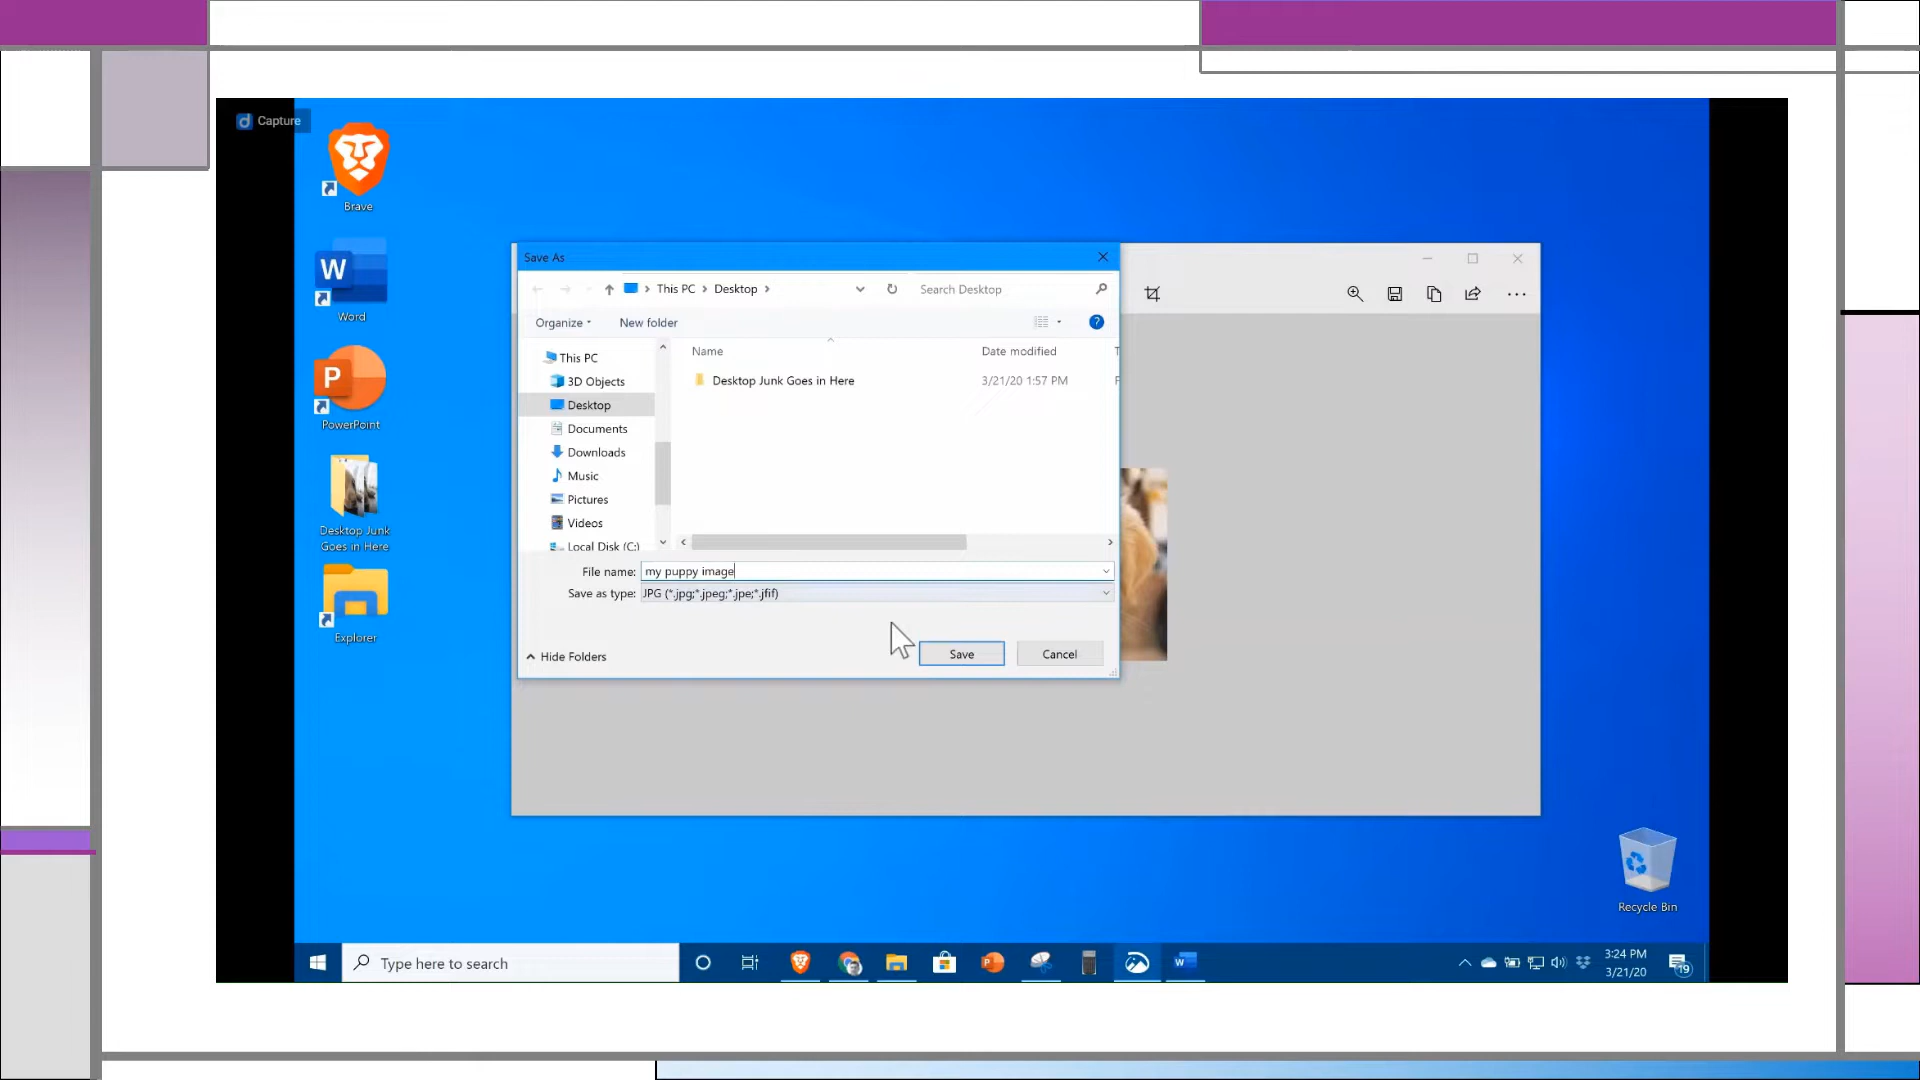 Capture
Brave
Word
PowerPoint
Desktop Junk
Goes in Here
Explorer
Save As
This PC
Desktop
Search Desktop
Organize
New folder
Name
Date modified
Desktop Junk Goes in Here
3/21/20 1:57 PM
This PC
3D Objects
Desktop
Documents
Downloads
Music
Pictures
Videos
Local Disk (C:)
File name: my puppy image
Save as type: JPG (*.jpg;*.jpeg;*.jpe;*.jfif)
Hide Folders
Save
Cancel
Recycle Bin
Type here to search
3:24 PM
3/21/20
19